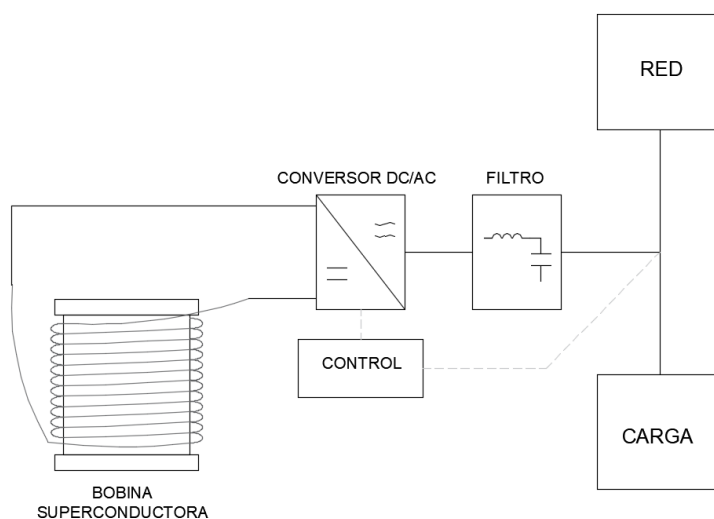 RED
CONVERSOR DC/AC
FILTRO
CONTROL
CARGA
BOBINA
SUPERCONDUCTORA